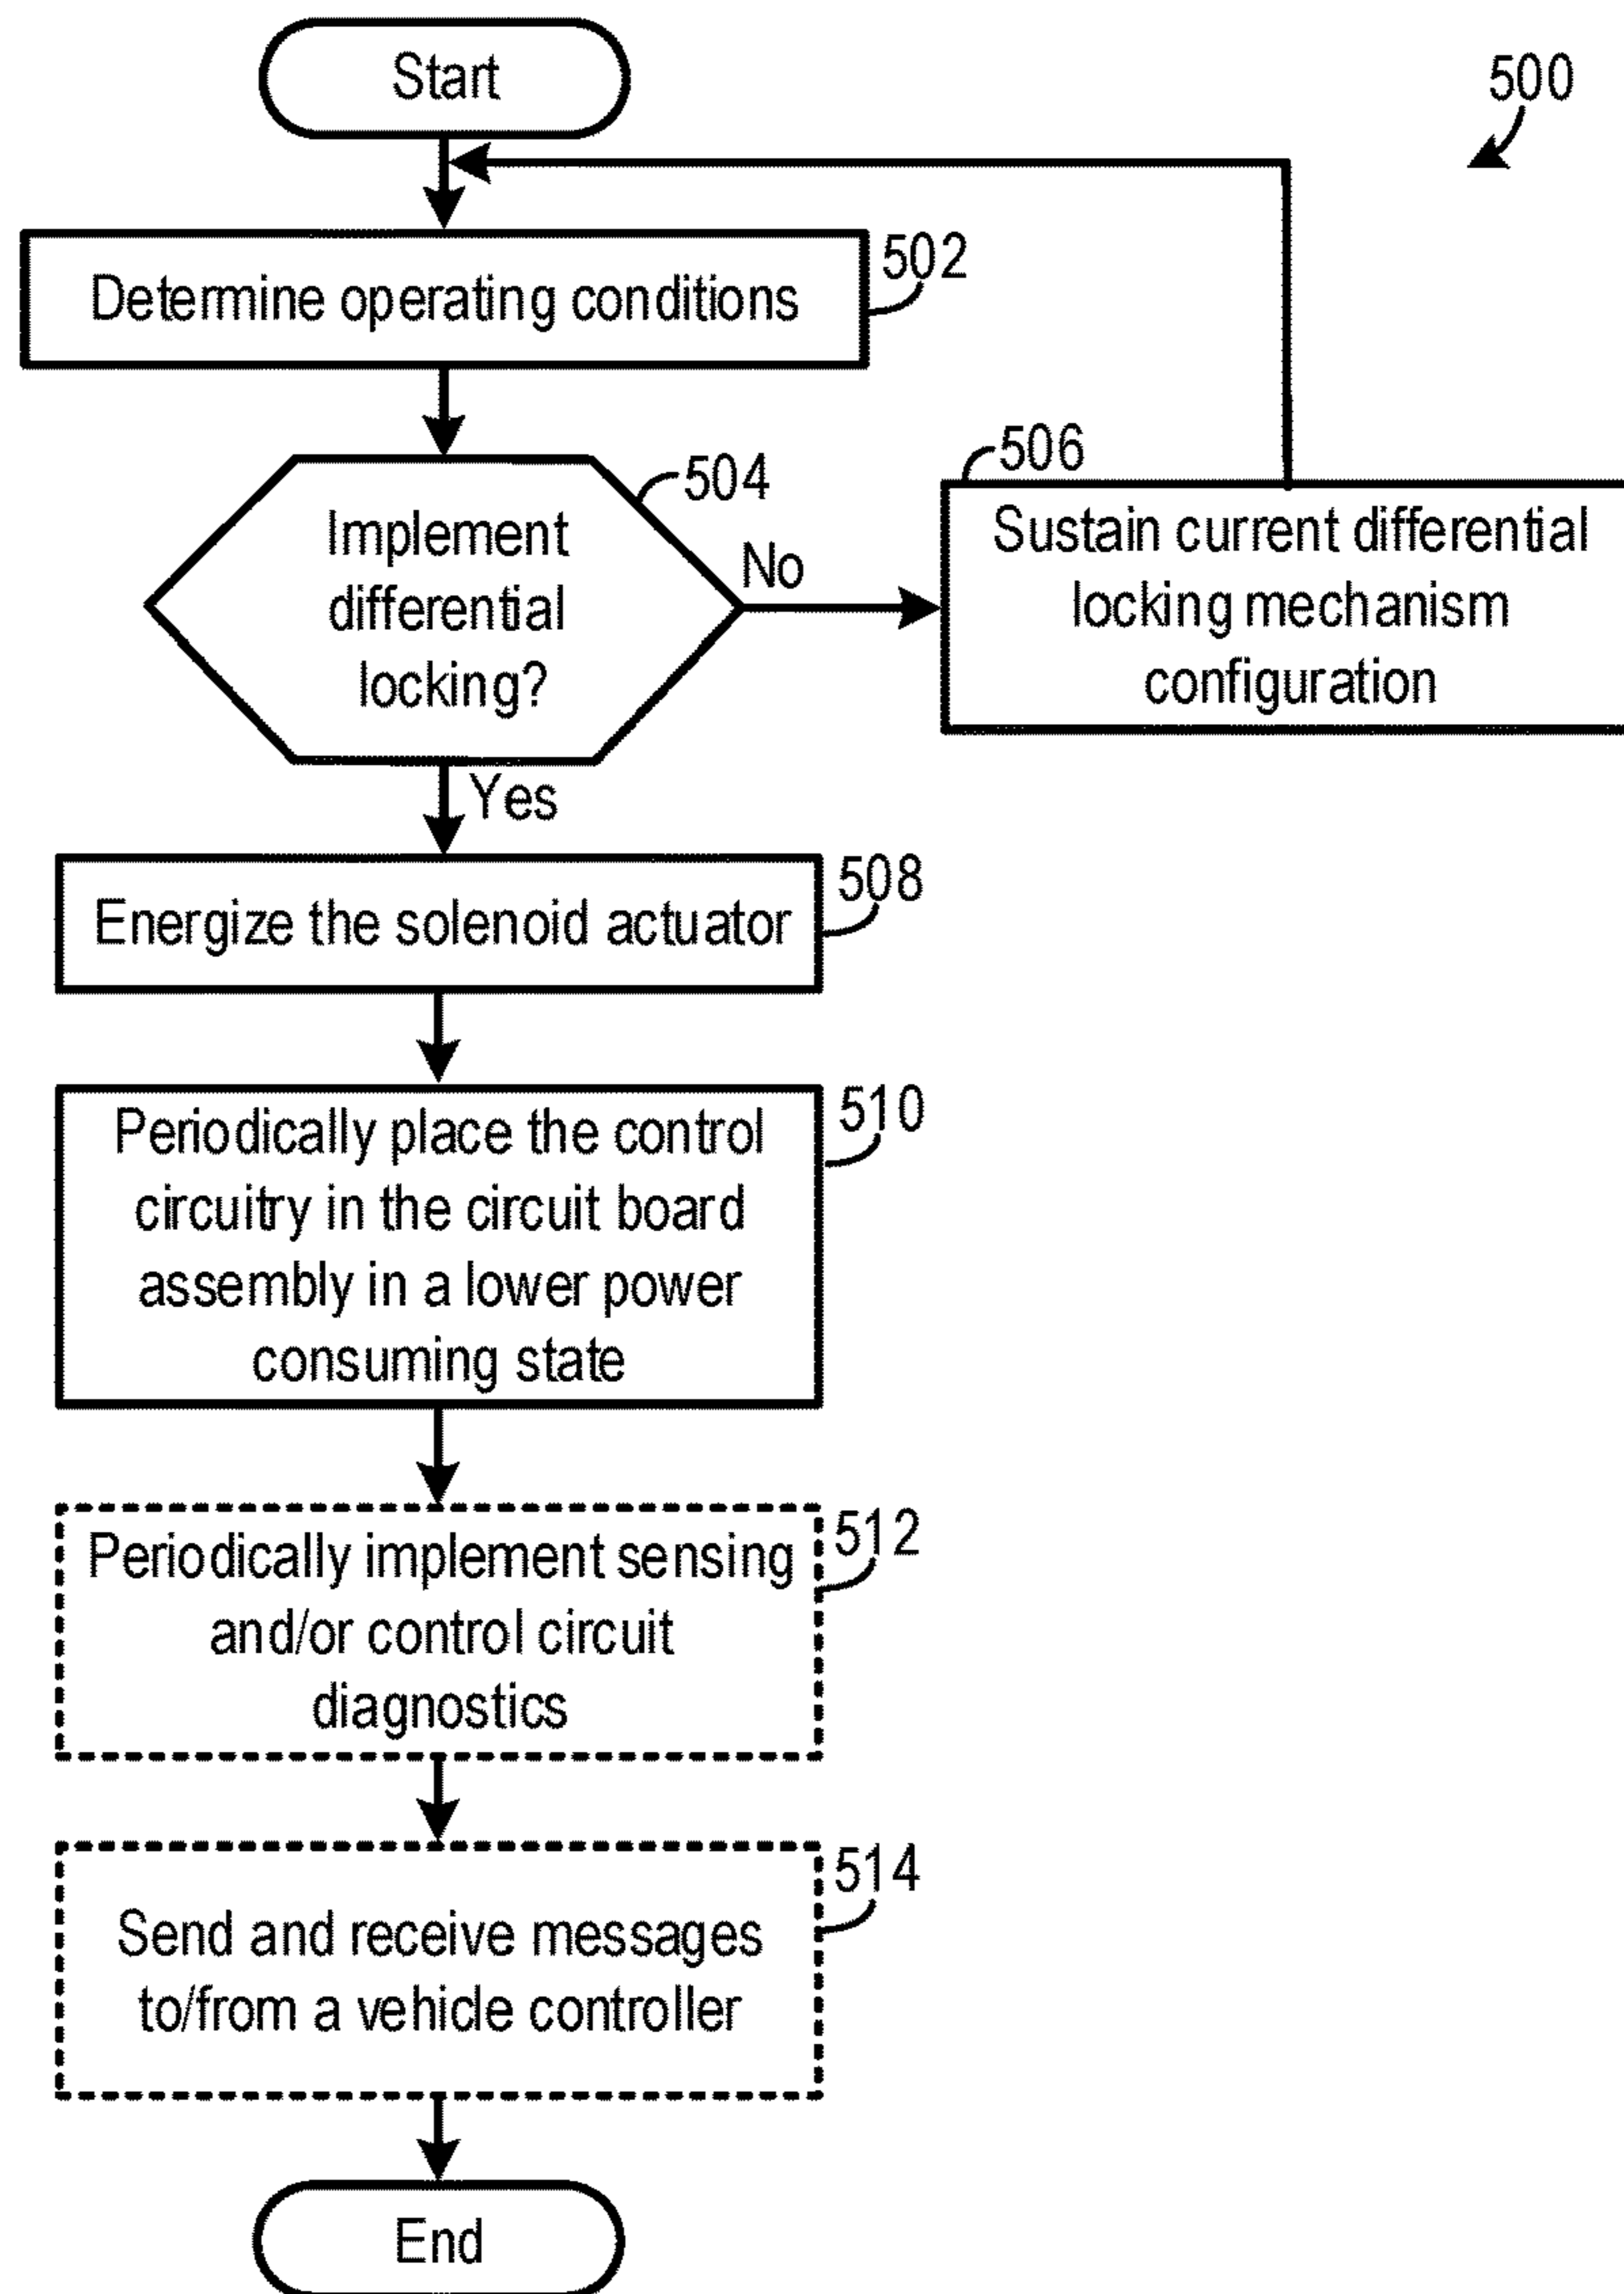 Start
500
502
Determine operating conditions
504
506
Implement
differential
locking?
No
Sustain current differential
locking mechanism
configuration
Yes
508
Energize the solenoid actuator
510
Periodically place the control
circuitry in the circuit board
assembly in a lower power
consuming state
512
Periodically implement sensing
and/or control circuit
diagnostics
514
Send and receive messages
to/from a vehicle controller
End